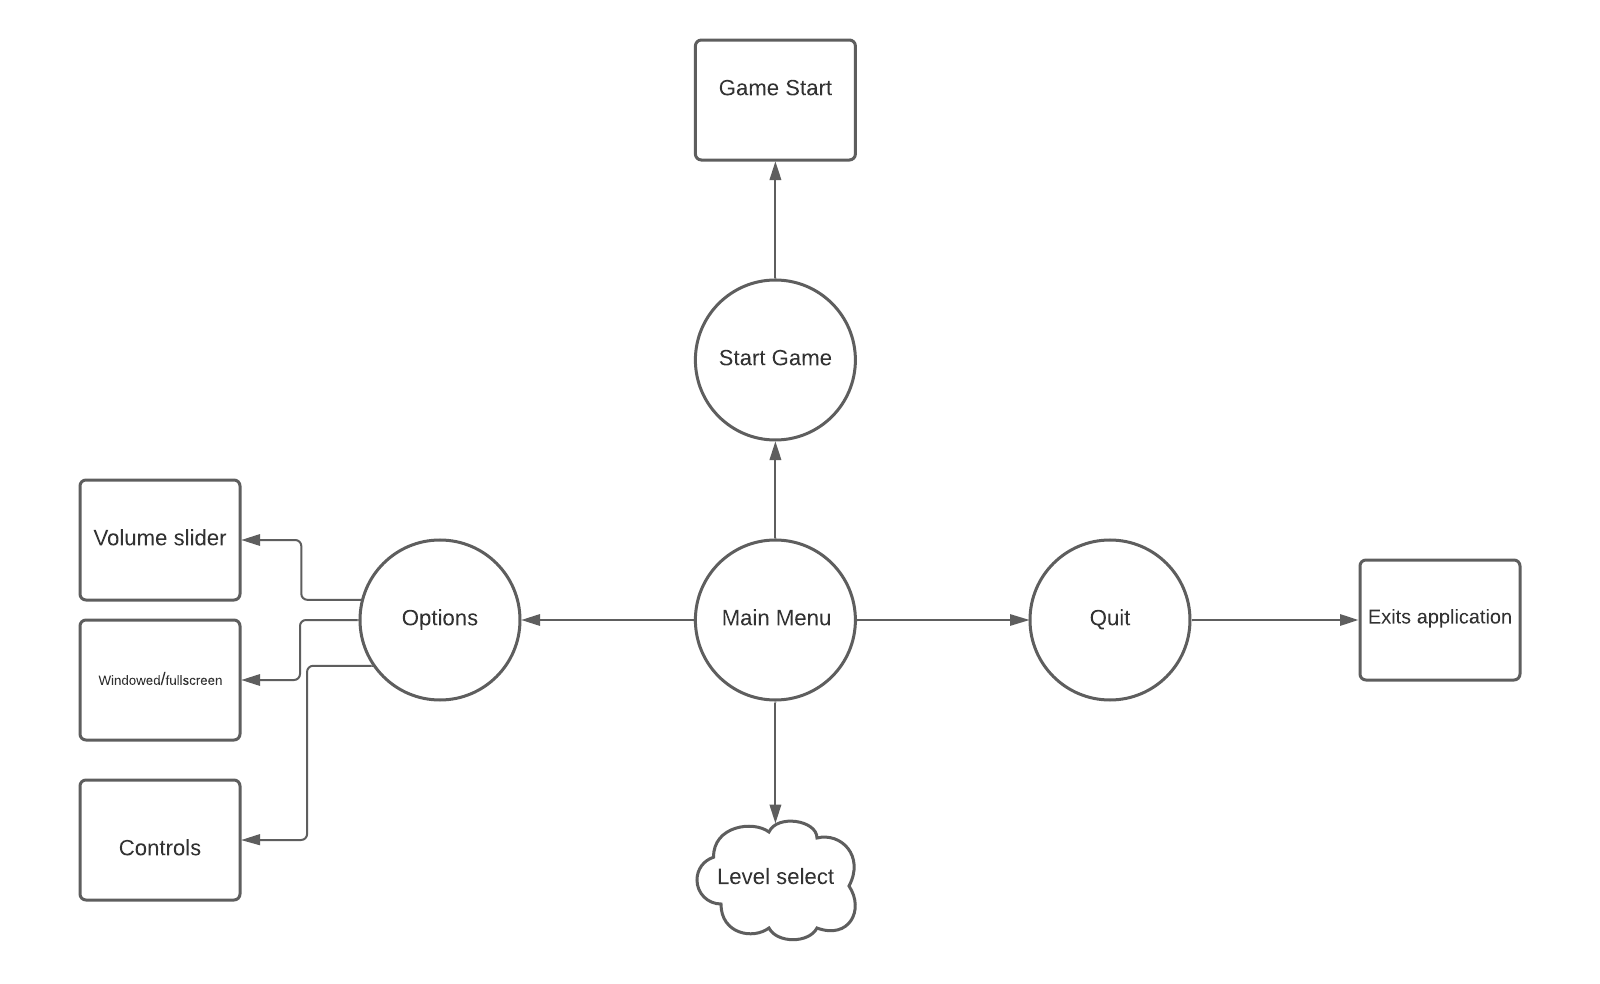 Game Start
Start Game
Volume slider
Windowed/fullscreen
Controls
Options
Main Menu
Quit
Exits application
Level select